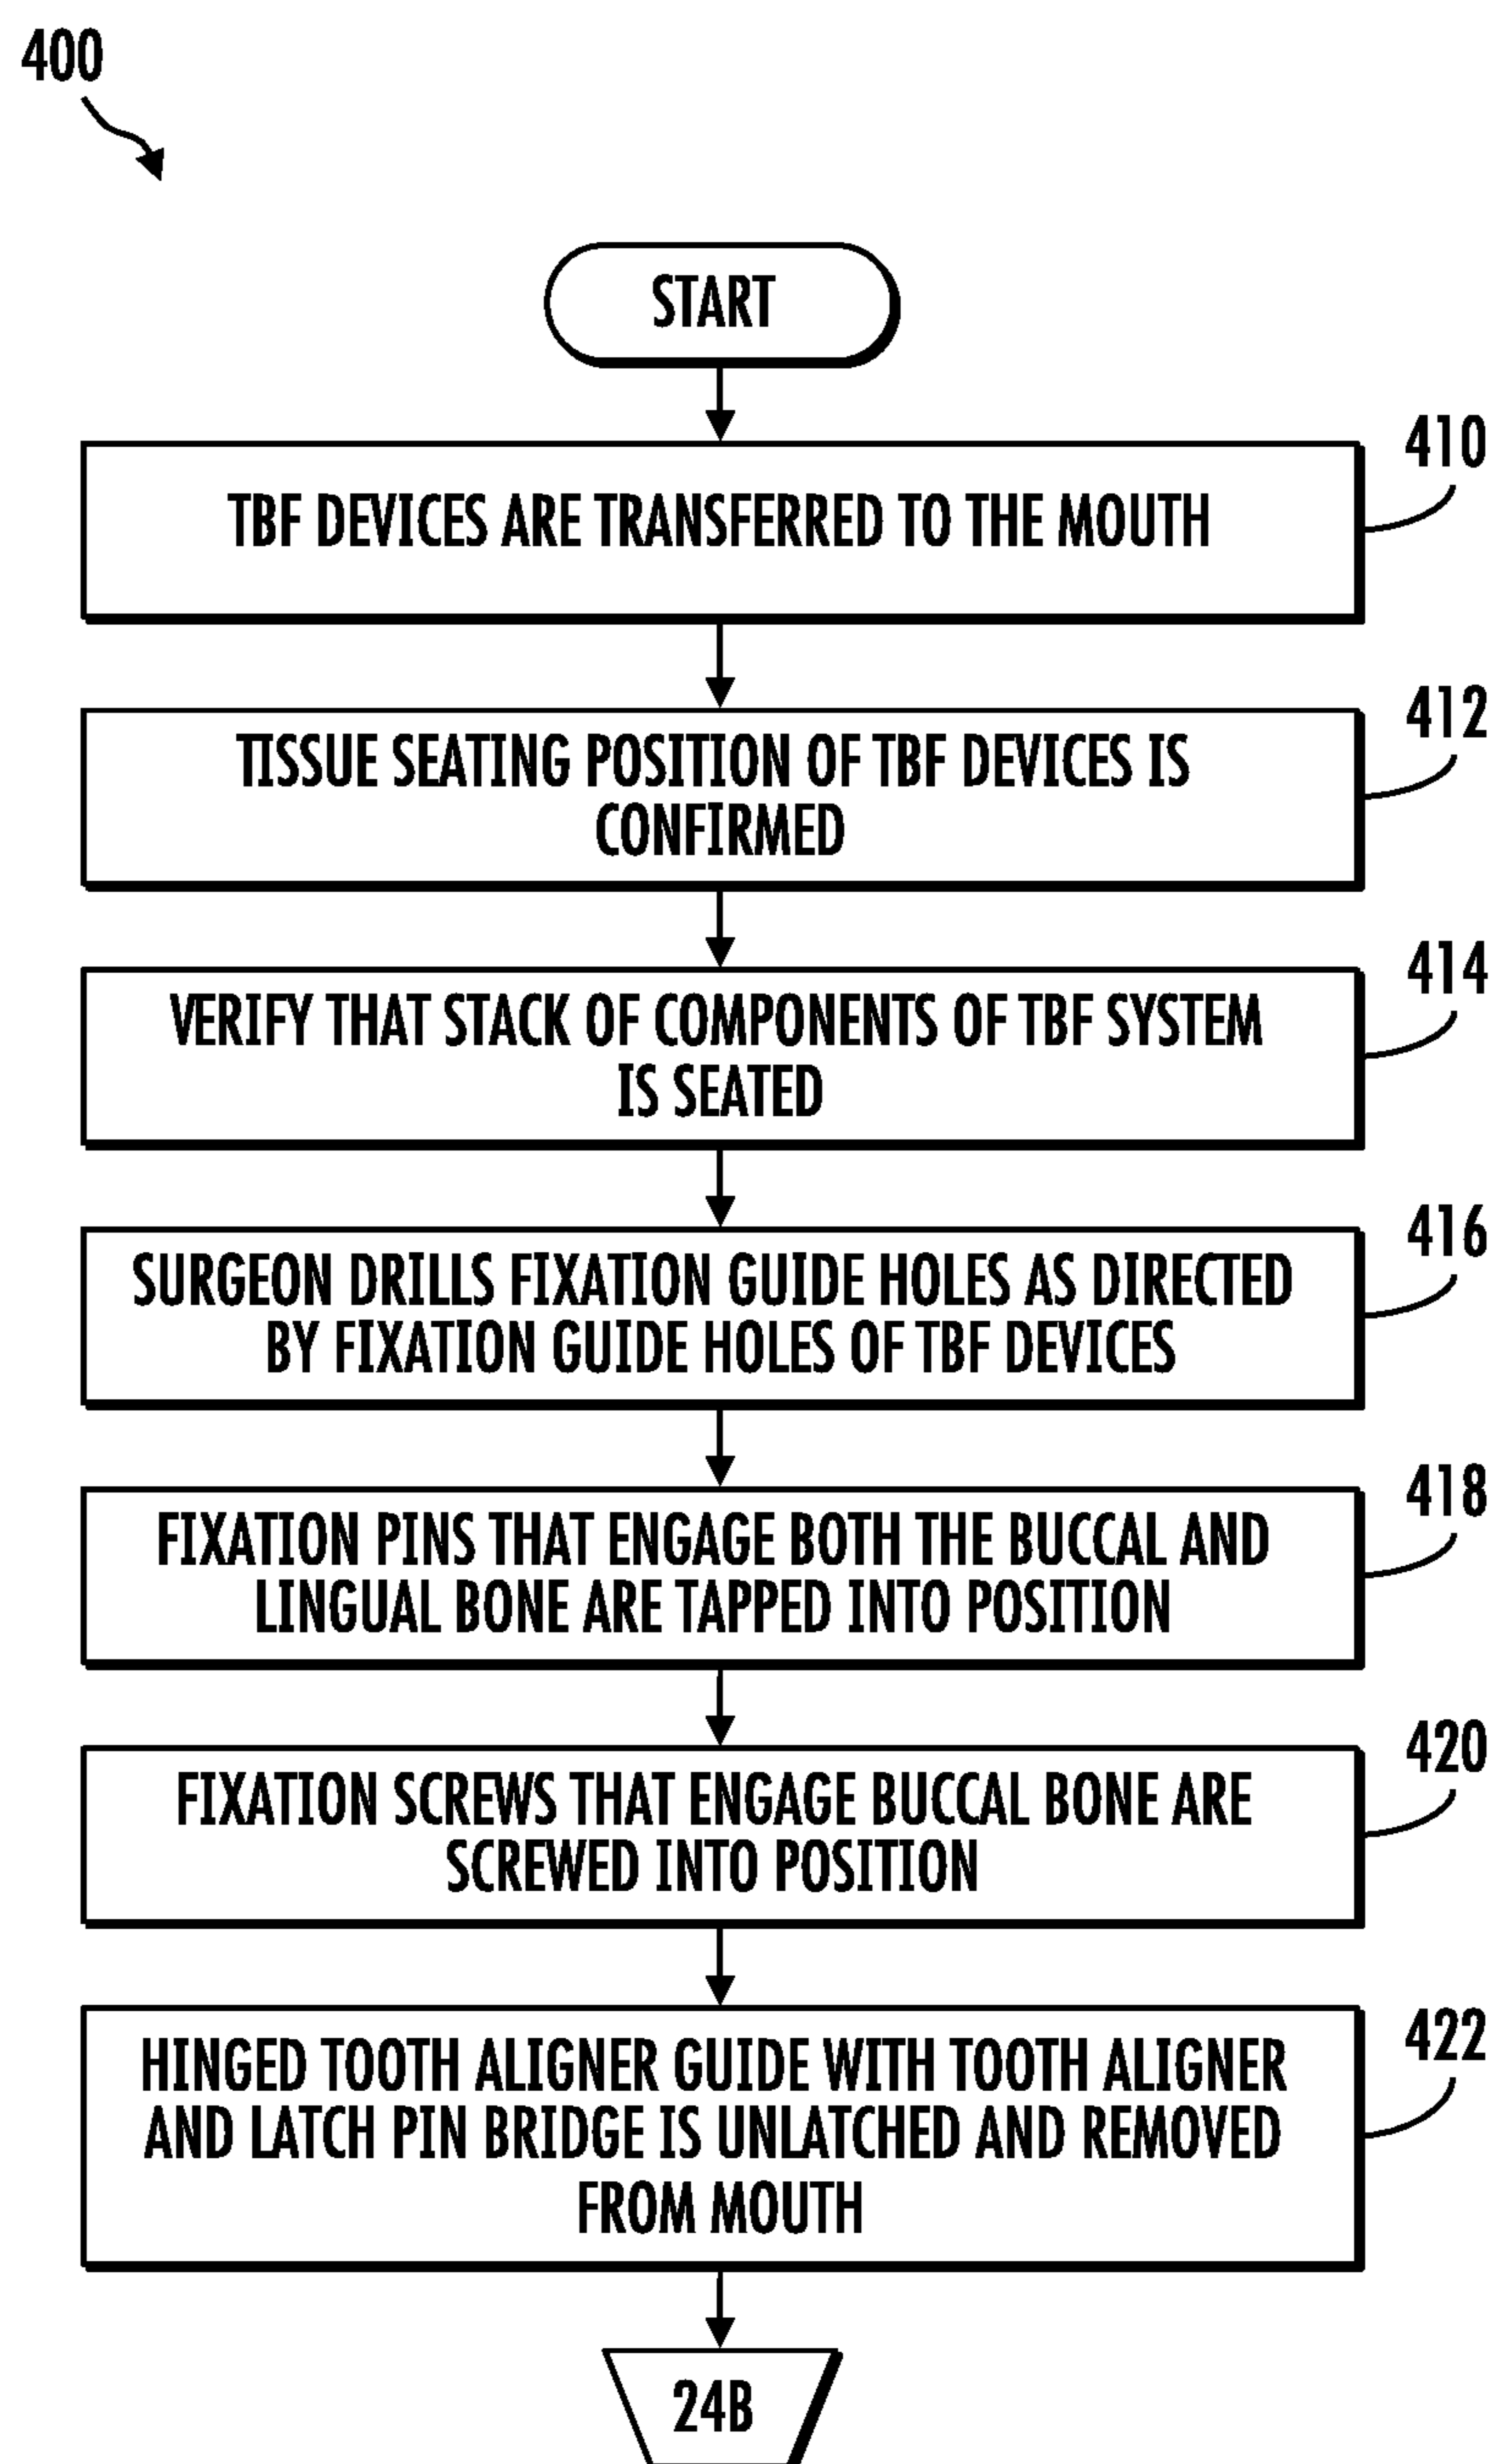 400
START
410
TBF DEVICES ARE TRANSFERRED TO THE MOUTH
412
TISSUE SEATING POSITION OF TBF DEVICES IS
CONFIRMED
414
VERIFY THAT STACK OF COMPONENTS OF TBF SYSTEM
IS SEATED
416
SURGEON DRILLS FIXATION GUIDE HOLES AS DIRECTED
BY FIXATION GUIDE HOLES OF TBF DEVICES
418
FIXATION PINS THAT ENGAGE BOTH THE BUCCAL AND
LINGUAL BONE ARE TAPPED INTO POSITION
420
FIXATION SCREWS THAT ENGAGE BUCCAL BONE ARE
SCREWED INTO POSITION
422
HINGED TOOTH ALIGNER GUIDE WITH TOOTH ALIGNER
AND LATCH PIN BRIDGE IS UNLATCHED AND REMOVED
FROM MOUTH
24B